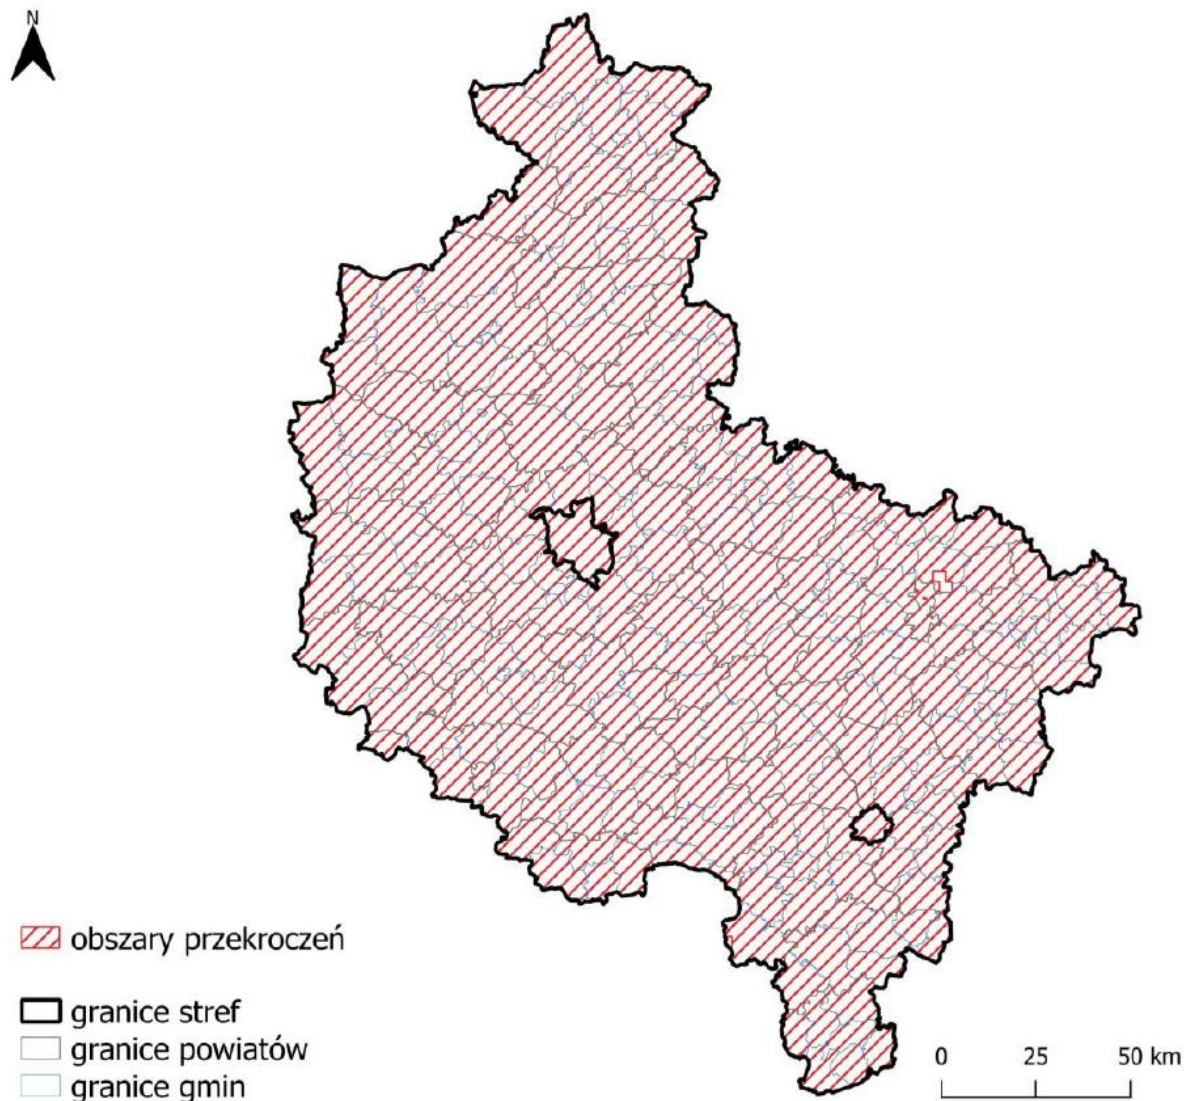 N
obszary przekroczeń
granice stref
granice powiatów
granice gmin
0 25 50 km